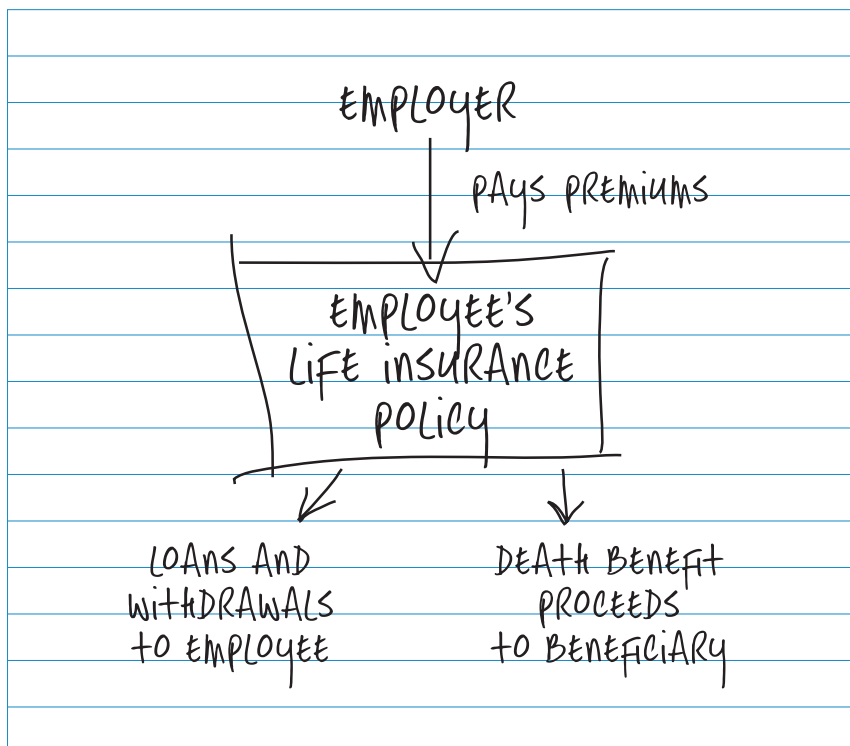 EMPLOYER
PAYS PREMIUMS
EMPLOYEE'S
LIFE INSURANCE
POLICY
LOANS AND
WITHDRAWALS
TO EMPLOYEE
DEATH BENEFIT
PROCEEDS
TO BENEFICIARY